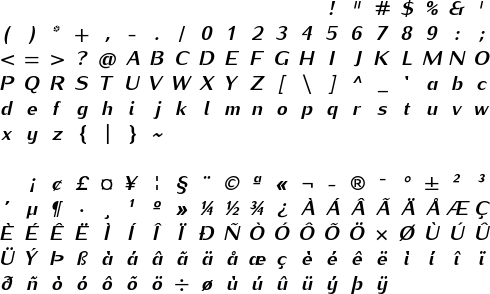 ! " # $ % & '
( ) * + , - . / 0 1 2 3 4 5 6 7 8 9 : ;
< = > ? @ A B C D E F G H I J K L M N O
P Q R S T U V W X Y Z [ \ ] ^ _ ` a b c
d e f g h i j k l m n o p q r s t u v w
x y z { | } ~
¡ ¢ £ ¤ ¥ ¦ § ¨ © ª « ¬ - ® ¯ ° ± ² ³
´ µ ¶ · ¸ ¹ º » ¼ ½ ¾ ¿ À Á Â Ã Ä Å Æ Ç
È É Ê Ë Ì Í Î Ï Ð Ñ Ò Ó Ô Õ Ö × Ø Ù Ú Û
Ü Ý Þ ß à á â ã ä å æ ç è é ê ë ì í î ï
ð ñ ò ó ô õ ö ÷ ø ù ú û ü ý þ ÿ